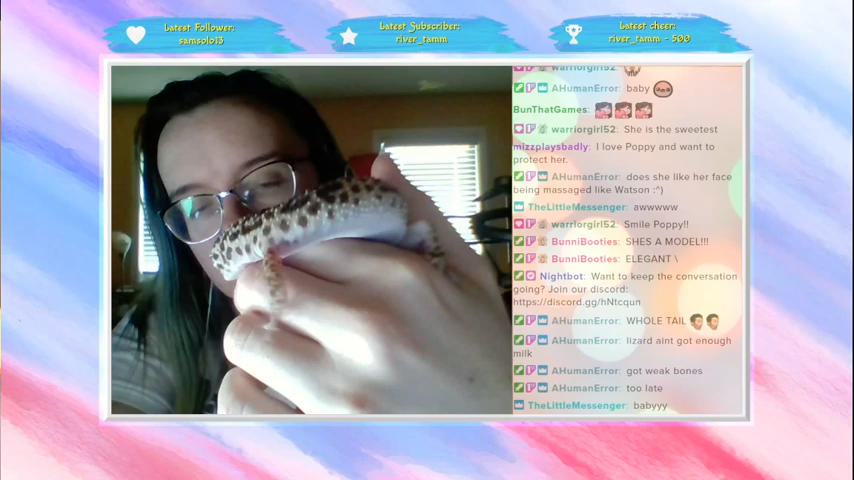 Latest Follower:
samsolo13
Latest Subscriber:
river_tamm
Latest cheer:
river_tamm - 500
warriorgirl52:
AHumanError: baby
BunThatGames:
warriorgirl52: She is the sweetest
mizzplaysbadly: I love Poppy and want to
protect her.
AHumanError: does she like her face
being massaged like Watson :^)
TheLittleMessenger: awwwww
warriorgirl52: Smile Poppy!!
BunniBooties: SHES A MODEL!!!
BunniBooties: ELEGANT \
Nightbot: Want to keep the conversation
going? Join our discord:
https://discord.gg/hNtcqun
AHumanError: WHOLE TAIL
AHumanError: lizard aint got enough
milk
AHumanError: got weak bones
AHumanError: too late
TheLittleMessenger: babyyy